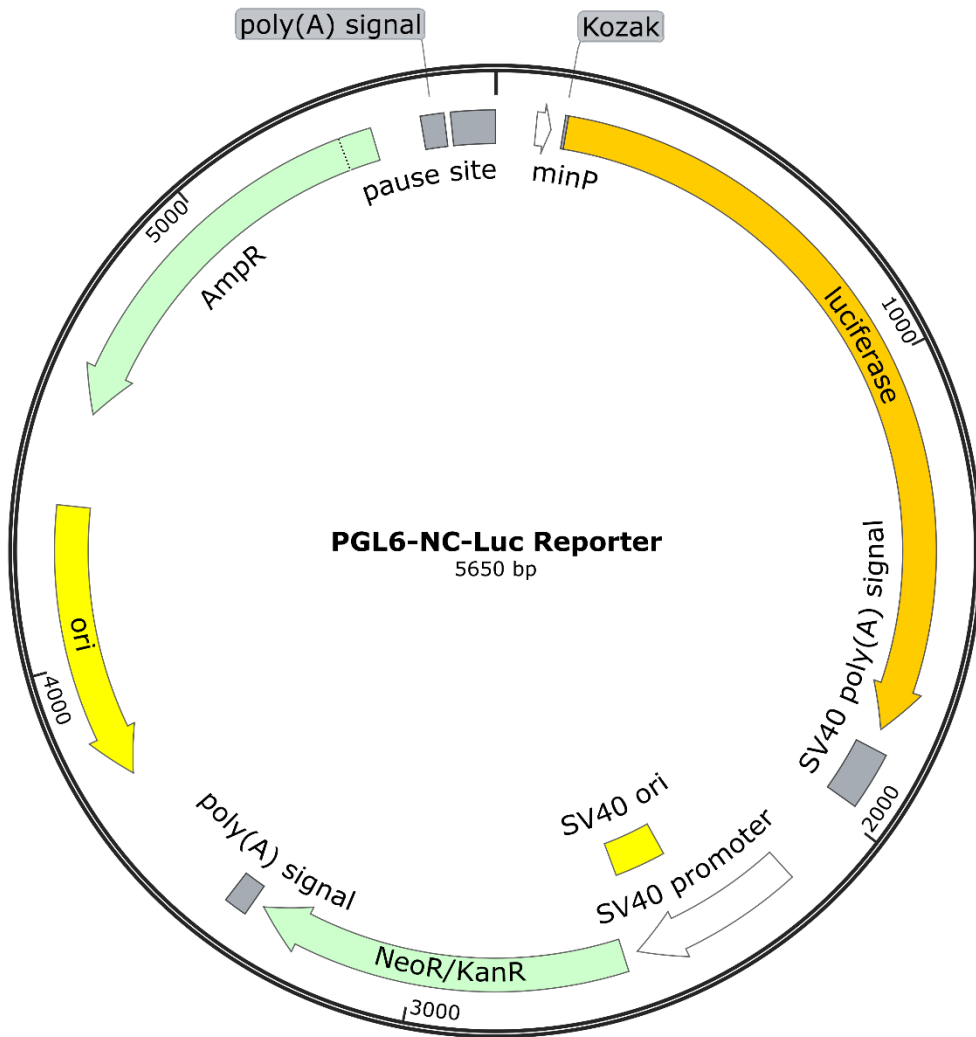 poly(A) signal
Kozak
pause site
minP
5000
AmpR
1000
luciferase
PGL6-NC-Luc Reporter
5650 bp
ori
4000
SV40 poly(A) signal
2000
SV40 ori
SV40 promoter
poly(A) signal
NeoR/KanR
3000